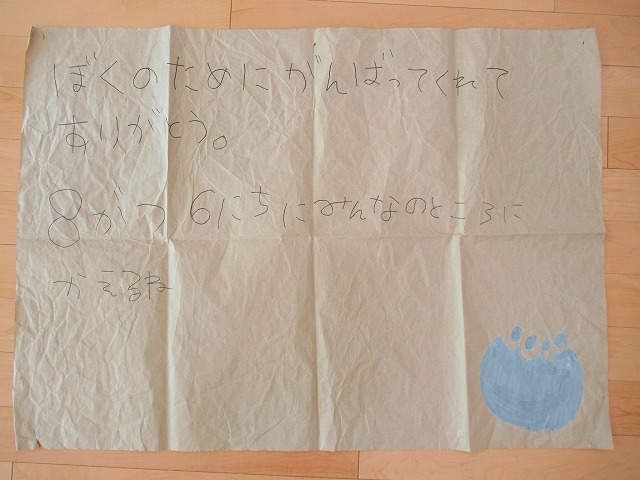 ぼくのためにがんばってくれて
ありがとう。
8がつ6にちにみんなのところに
かえるね